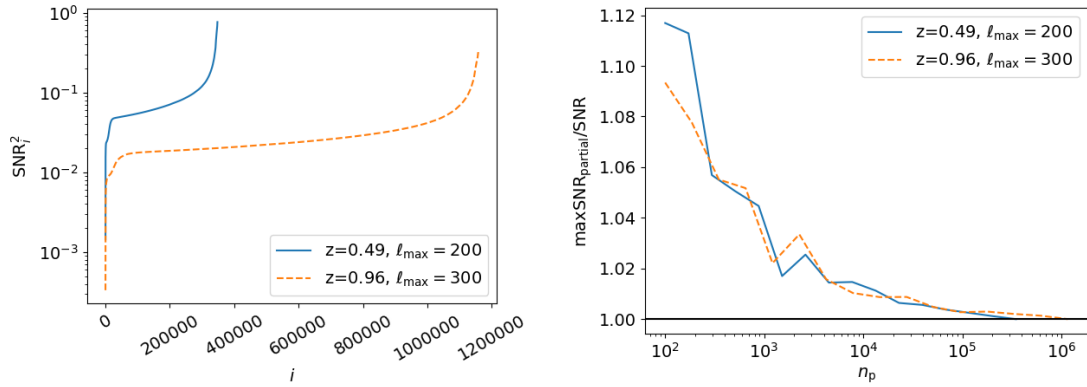 10⁰
10⁻¹
10⁻²
10⁻³
SNRᵢ²
z=0.49, ℓmax = 200
z=0.96, ℓmax = 300
0
200000
400000
600000
800000
1000000
1200000
i
1.12
1.10
1.08
1.06
1.04
1.02
1.00
maxSNRpartial/SNR
z=0.49, ℓmax = 200
z=0.96, ℓmax = 300
10²
10³
10⁴
10⁵
10⁶
nₚ